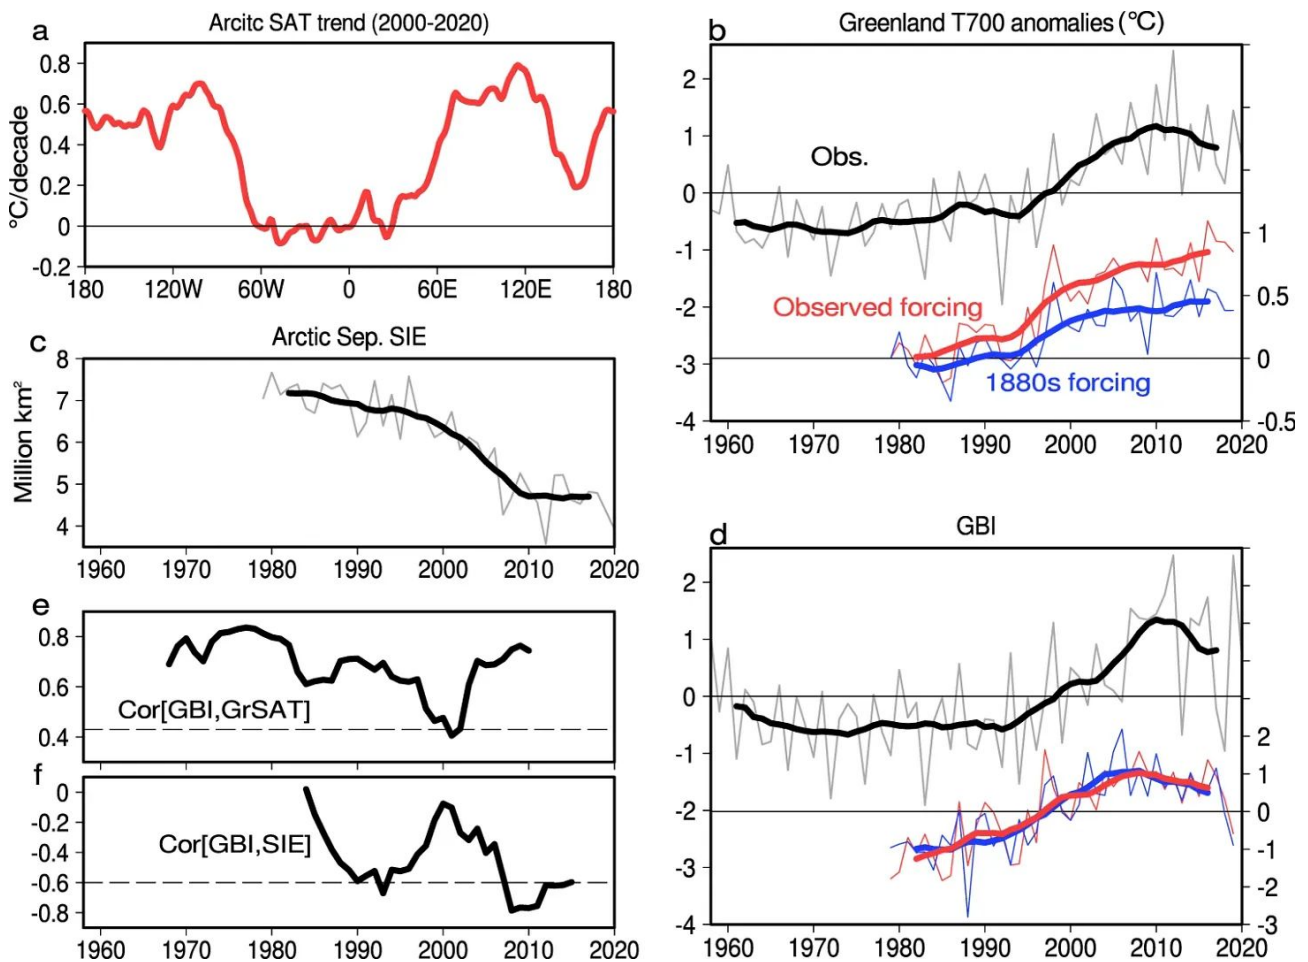 a
Arcitc SAT trend (2000-2020)
°C/decade
0.8
0.6
0.4
0.2
0
-0.2
180 120W 60W 0 60E 120E 180
b
Greenland T700 anomalies (°C)
2
1
0
-1
-2
-3
-4
Obs.
Observed forcing
1880s forcing
1
0.5
0
-0.5
1960 1970 1980 1990 2000 2010 2020
c
Arctic Sep. SIE
Million km²
8
7
6
5
4
1960 1970 1980 1990 2000 2010 2020
d
GBI
2
1
0
-1
-2
-3
-4
2
1
0
-1
-2
-3
1960 1970 1980 1990 2000 2010 2020
e
0.8
0.6
0.4
Cor[GBI,GrSAT]
f
0
-0.2
-0.4
-0.6
-0.8
Cor[GBI,SIE]
1960 1970 1980 1990 2000 2010 2020